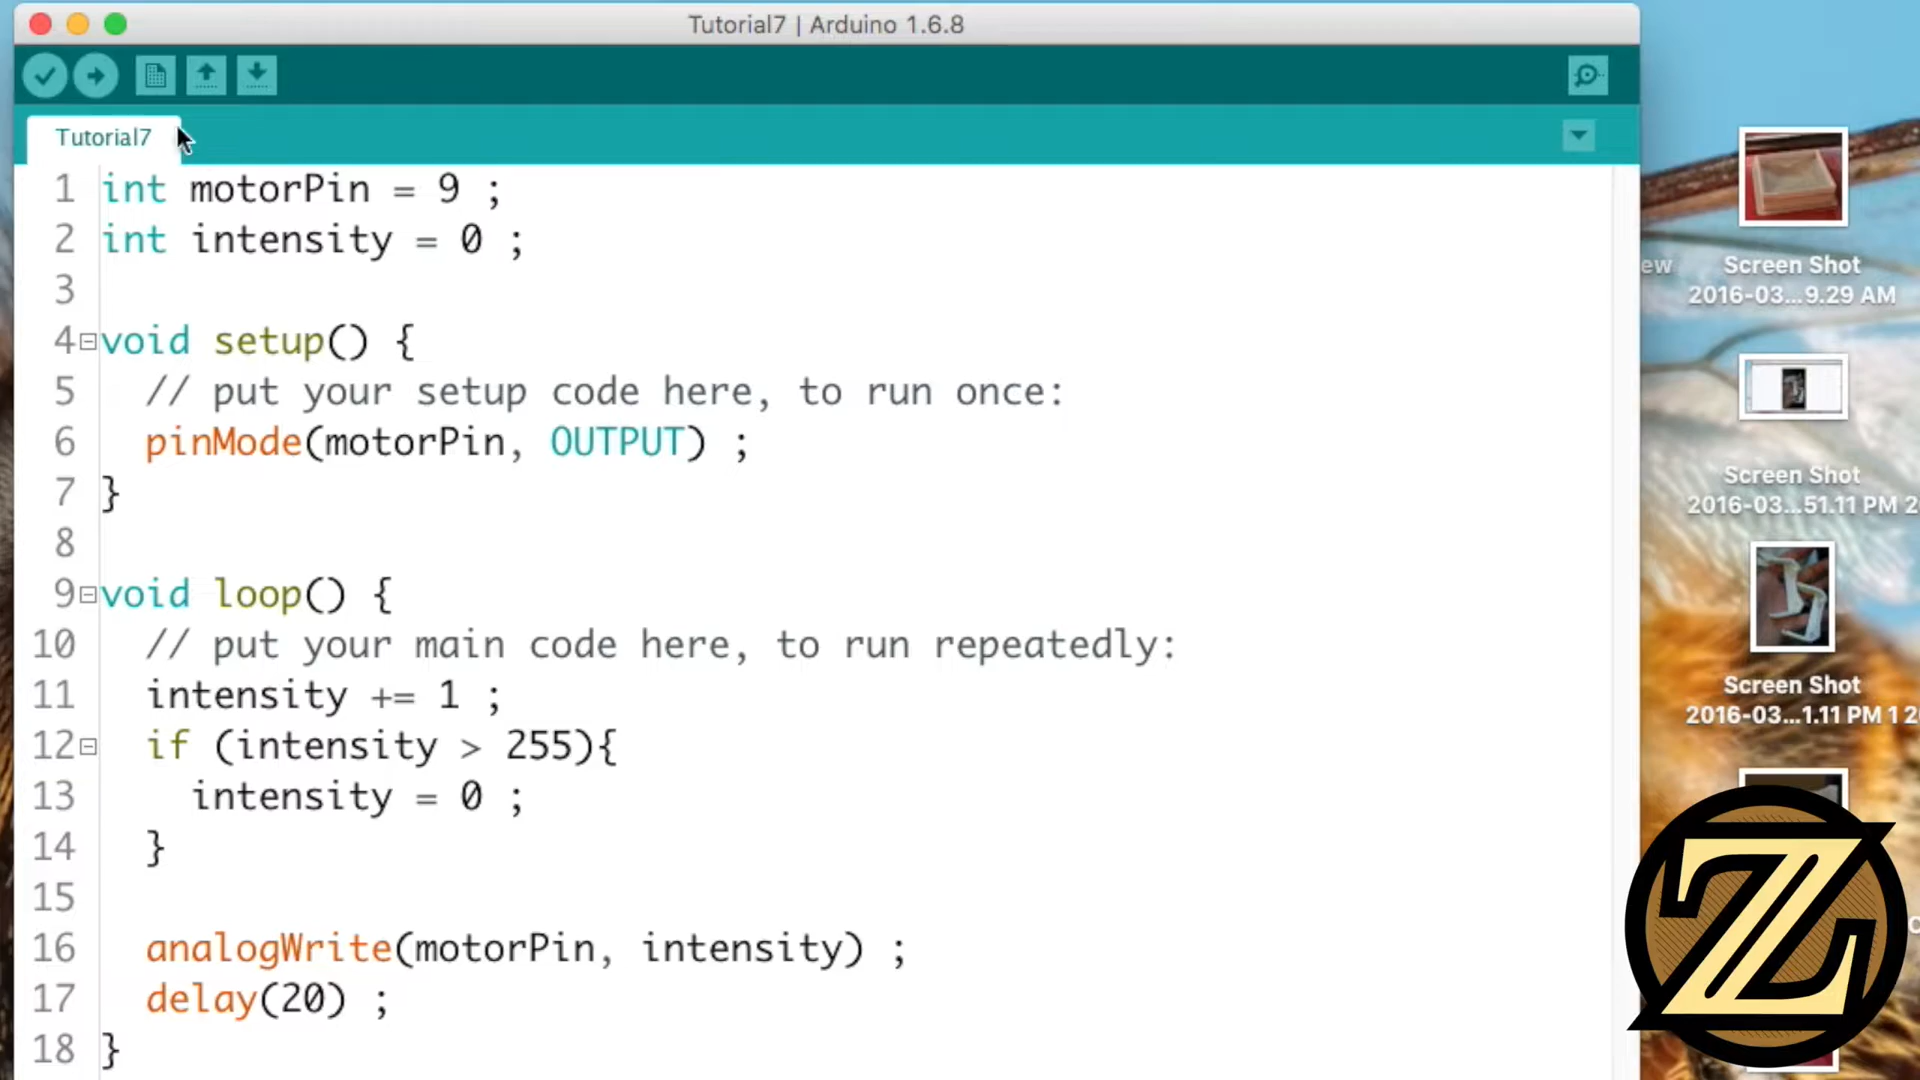 Tutorial7 | Arduino 1.6.8
Tutorial7
1 int motorPin = 9 ;
2 int intensity = 0 ;
3
4 void setup() {
5 // put your setup code here, to run once:
6 pinMode(motorPin, OUTPUT) ;
7 }
8
9 void loop() {
10 // put your main code here, to run repeatedly:
11 intensity += 1 ;
12 if (intensity > 255){
13 intensity = 0 ;
14 }
15
16 analogWrite(motorPin, intensity) ;
17 delay(20) ;
18 }
ew
Screen Shot
2016-03...9.29 AM
Screen Shot
2016-03...51.11 PM 2
Screen Shot
2016-03...1.11 PM 1 2
Z